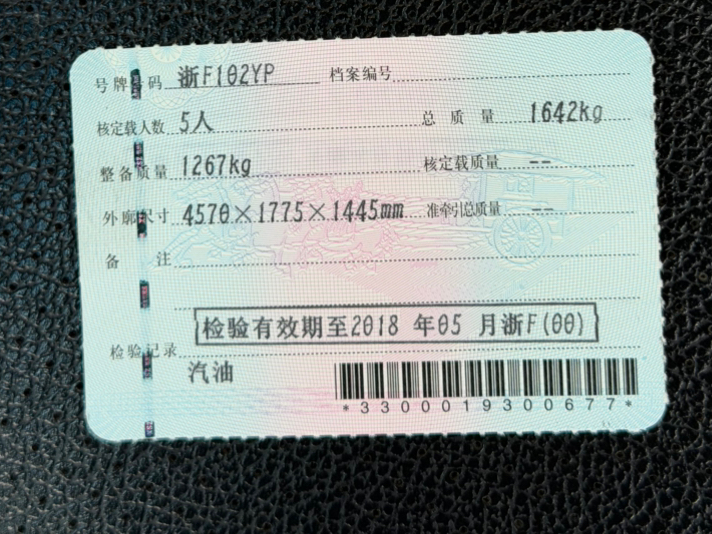 号牌号码 浙F102YP 档案编号
核定载人数 5人 总质量 1642kg
整备质量 1267kg 核定载质量 --
外廓尺寸 4570×1775×1445mm 准牵引总质量 --
备注
检验有效期至2018 年05 月浙F(00)
检验记录
汽油
*3300019300677*